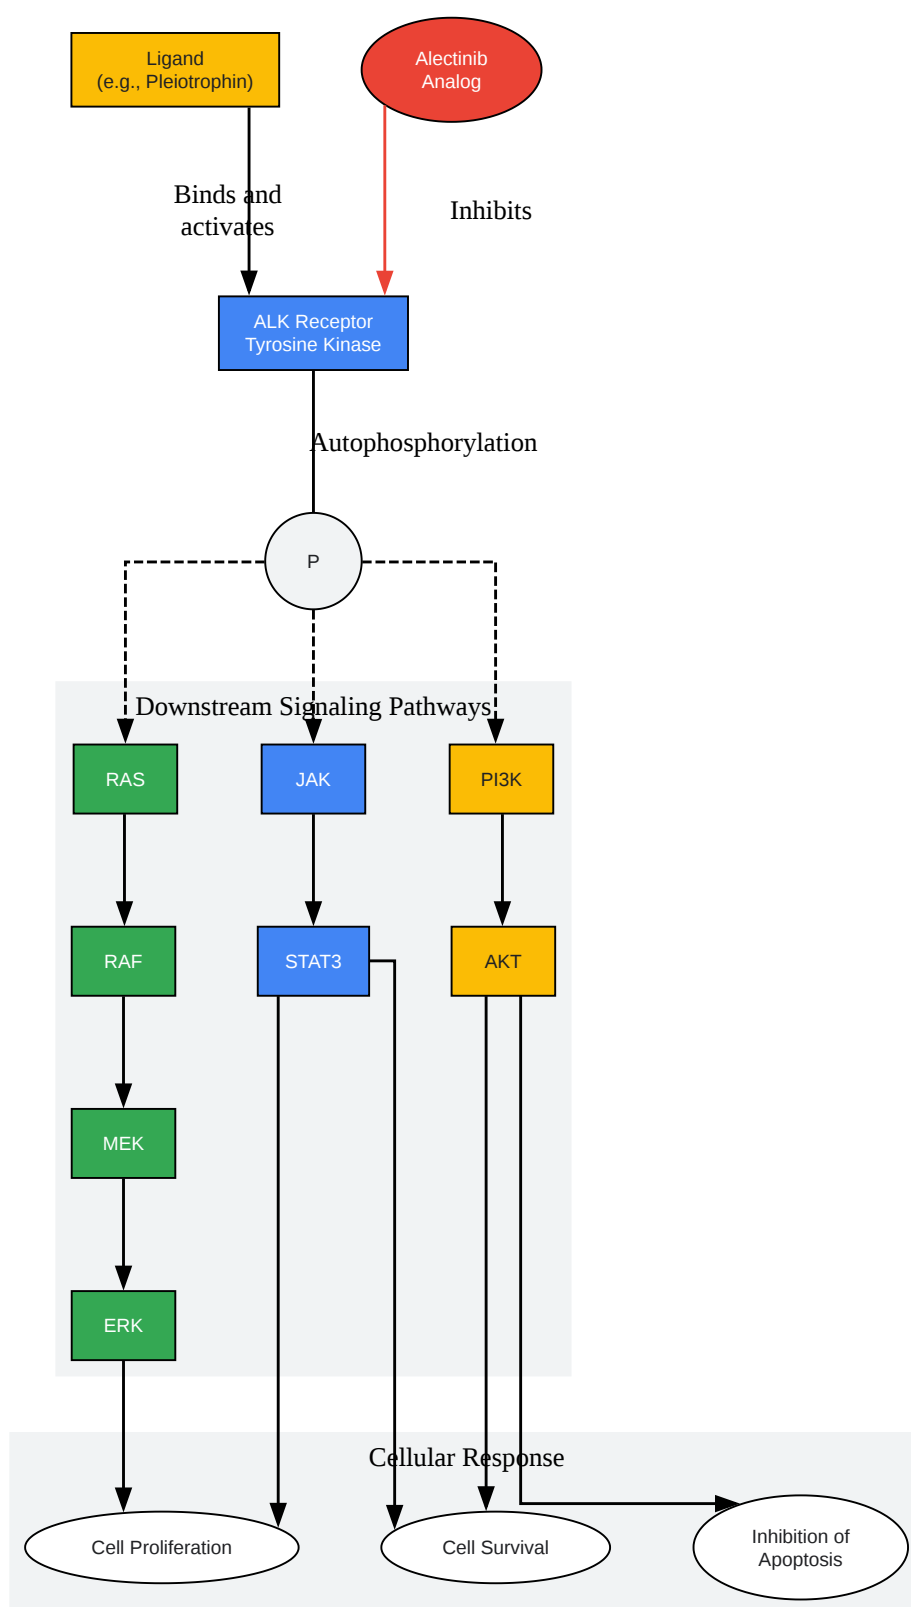 Ligand
(e.g., Pleiotrophin)
Alectinib
Analog
Binds and
activates
Inhibits
ALK Receptor
Tyrosine Kinase
Autophosphorylation
P
Downstream Signaling Pathways
RAS
JAK
PI3K
RAF
STAT3
AKT
MEK
ERK
Cellular Response
Cell Proliferation
Cell Survival
Inhibition of
Apoptosis